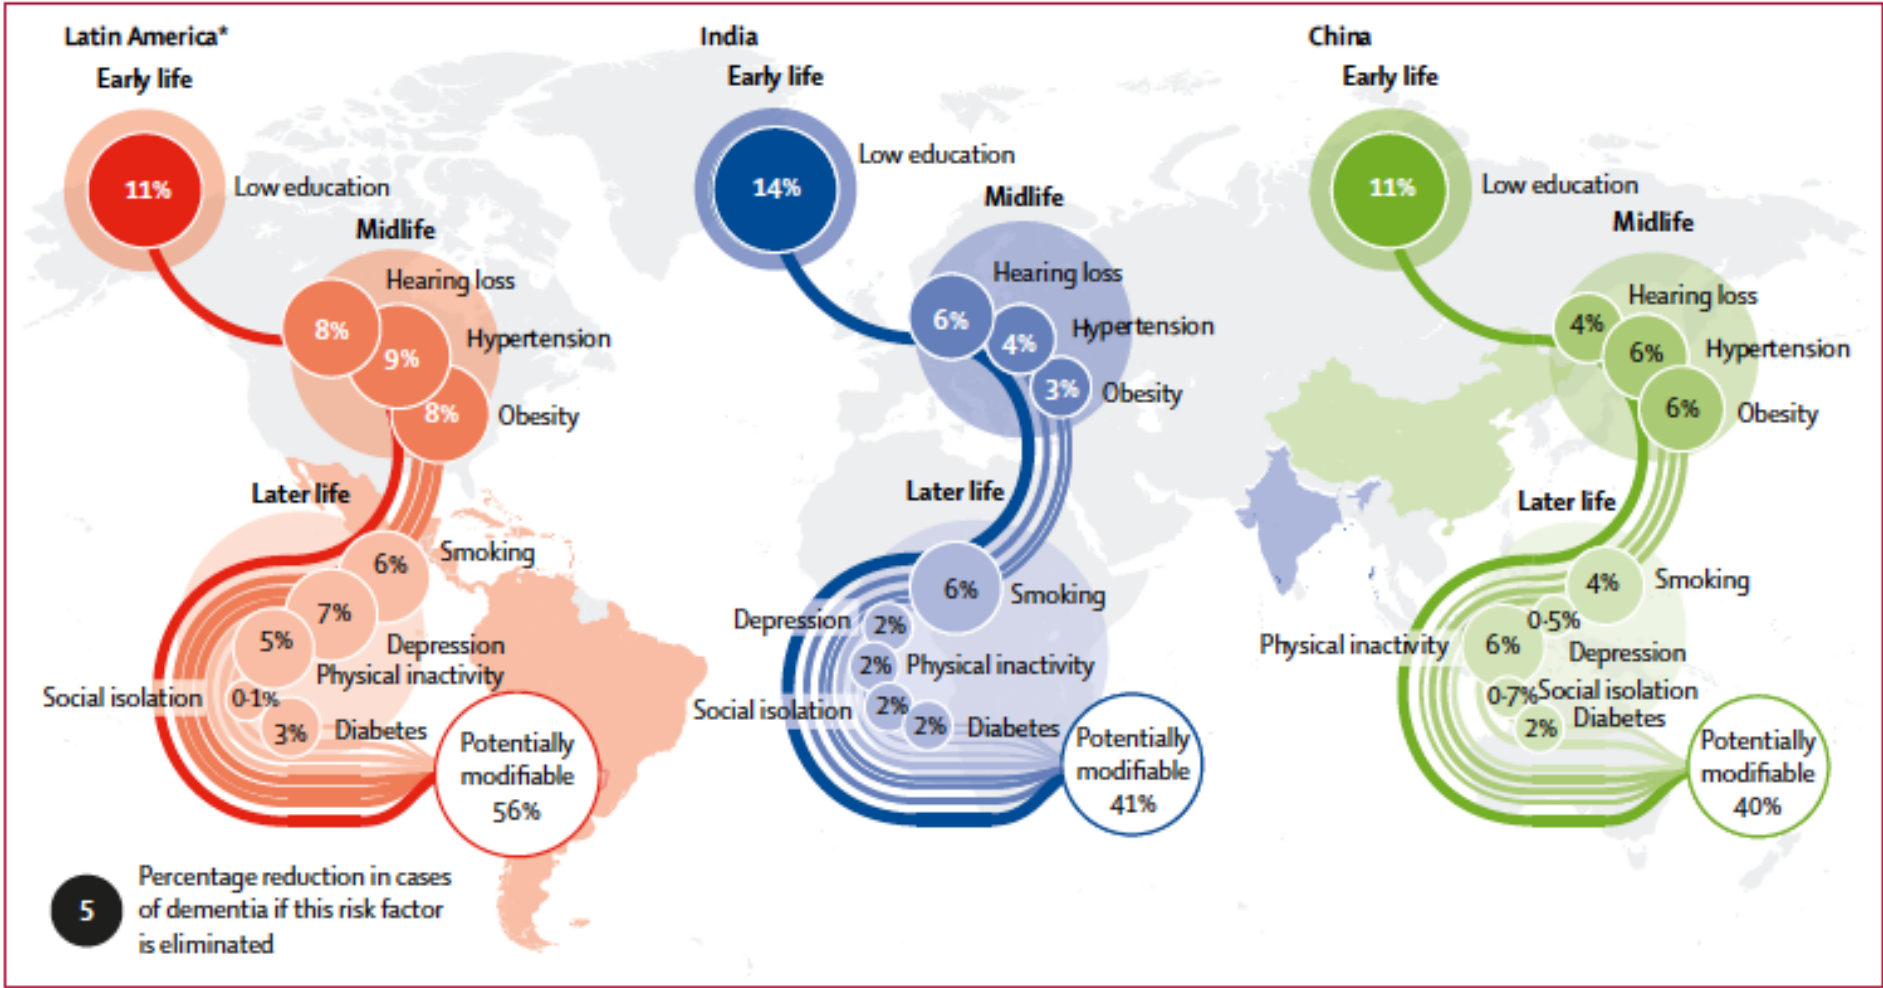 Latin America*
Early life
11%
Low education
Midlife
Hearing loss
8%
Hypertension
9%
8%
Obesity
Later life
Smoking
6%
7%
Depression
5%
Physical inactivity
Social isolation
0·1%
3%
Diabetes
Potentially
modifiable
56%
India
Early life
14%
Low education
Midlife
Hearing loss
6%
Hypertension
4%
3%
Obesity
Later life
6%
Smoking
Depression
2%
2%
Physical inactivity
Social isolation
2%
2%
Diabetes
Potentially
modifiable
41%
China
Early life
11%
Low education
Midlife
Hearing loss
4%
Hypertension
6%
6%
Obesity
Later life
4%
Smoking
0·5%
Depression
Physical inactivity
6%
0·7%
Social isolation
2%
Diabetes
Potentially
modifiable
40%
5
Percentage reduction in cases
of dementia if this risk factor
is eliminated